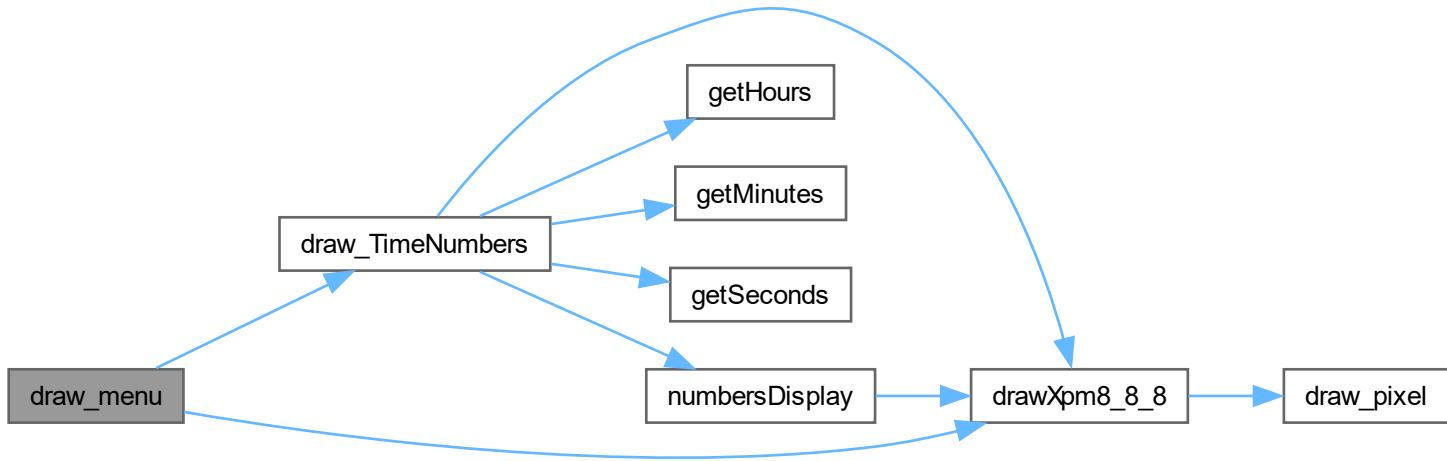 getHours
getMinutes
draw_TimeNumbers
getSeconds
draw_menu
numbersDisplay
drawXpm8_8_8
draw_pixel